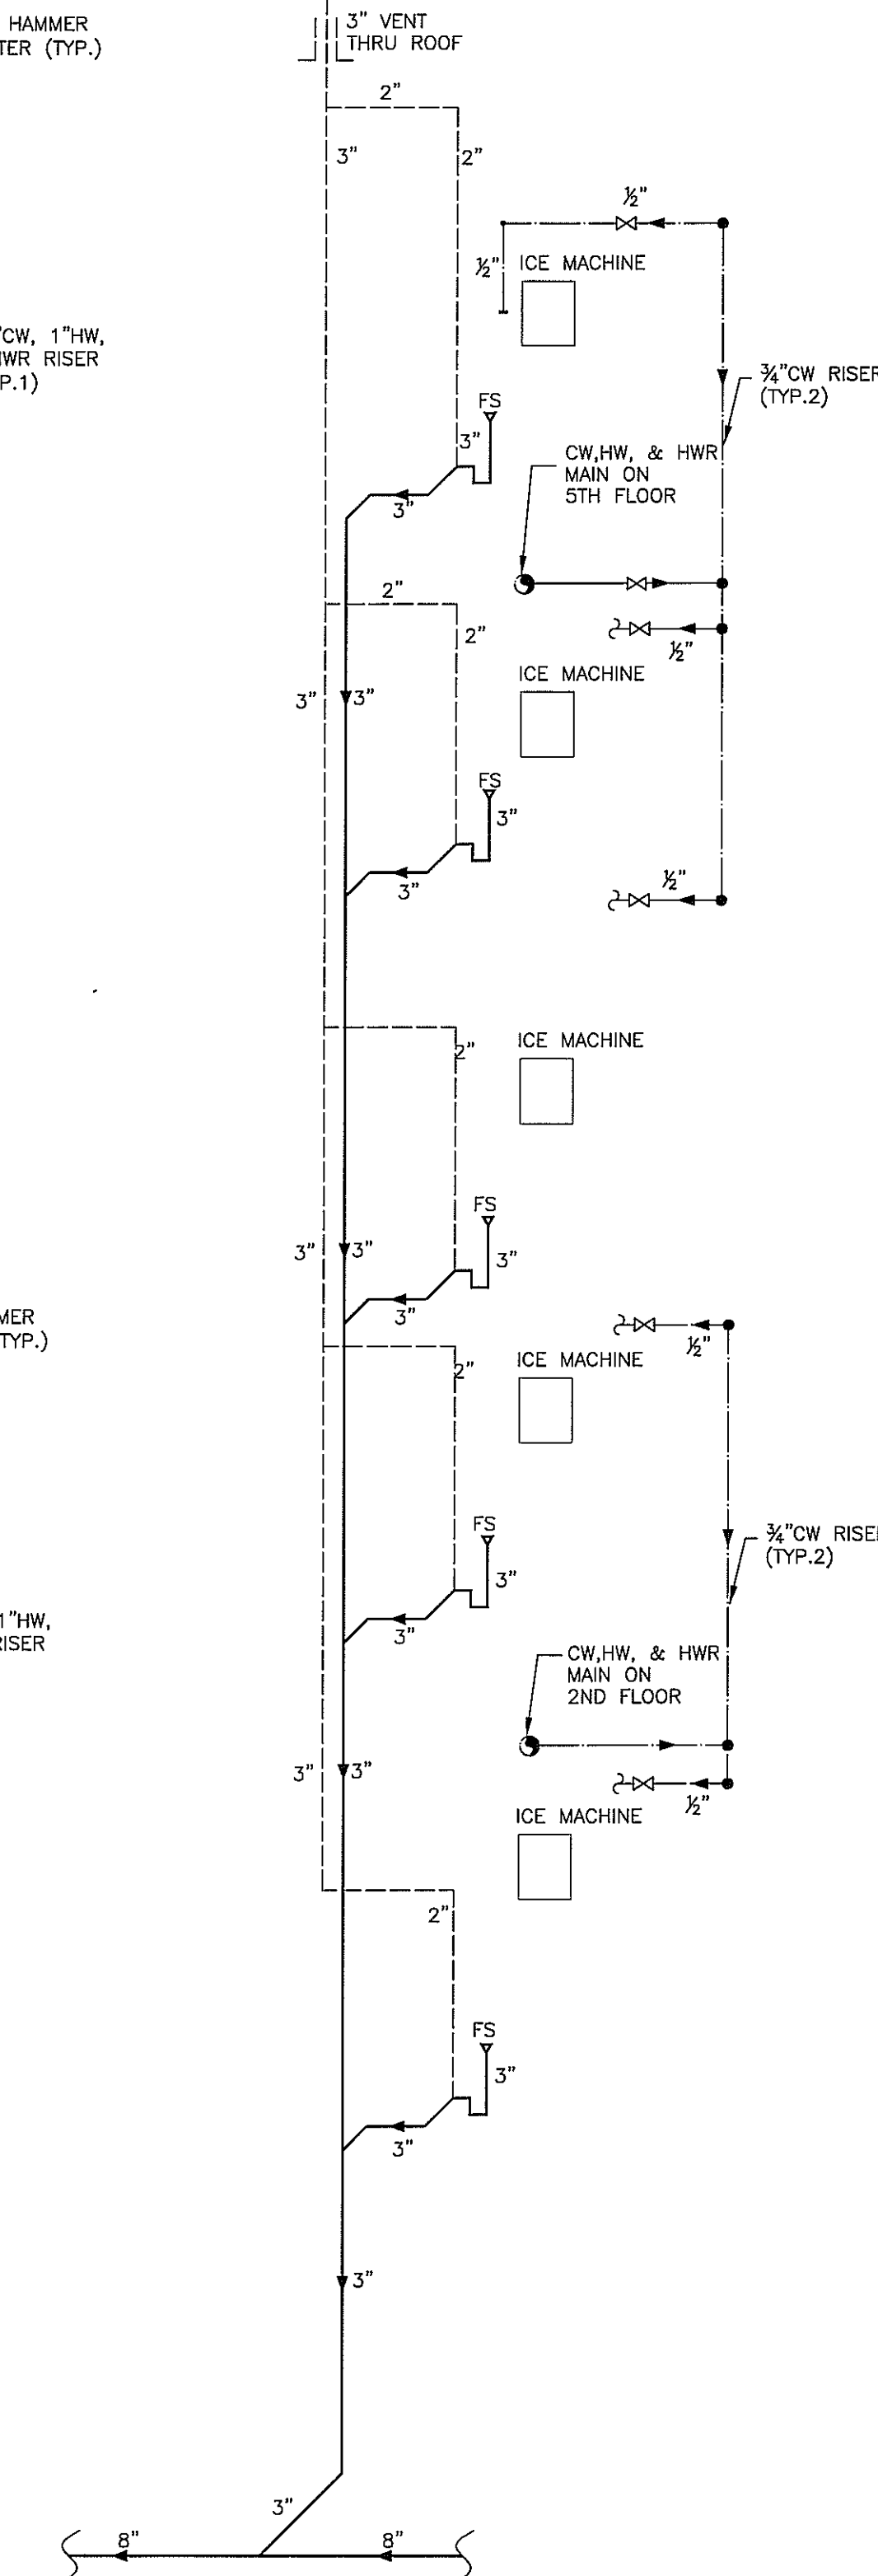 HAMMER
TER (TYP.)
3" VENT
THRU ROOF
2"
3"
2"
½"
½"
ICE MACHINE
"CW, 1"HW,
HWR RISER
P.1)
¾"CW RISER
(TYP.2)
FS
3"
CW,HW, & HWR
MAIN ON
5TH FLOOR
3"
2"
2"
½"
ICE MACHINE
3"
3"
FS
3"
3"
½"
ICE MACHINE
2"
FS
3"
3"
3"
3"
MER
TYP.)
½"
ICE MACHINE
2"
FS
3"
¾"CW RISER
(TYP.2)
1"HW,
RISER
3"
CW,HW, & HWR
MAIN ON
2ND FLOOR
3"
3"
½"
ICE MACHINE
2"
FS
3"
3"
3"
3"
8"
8"